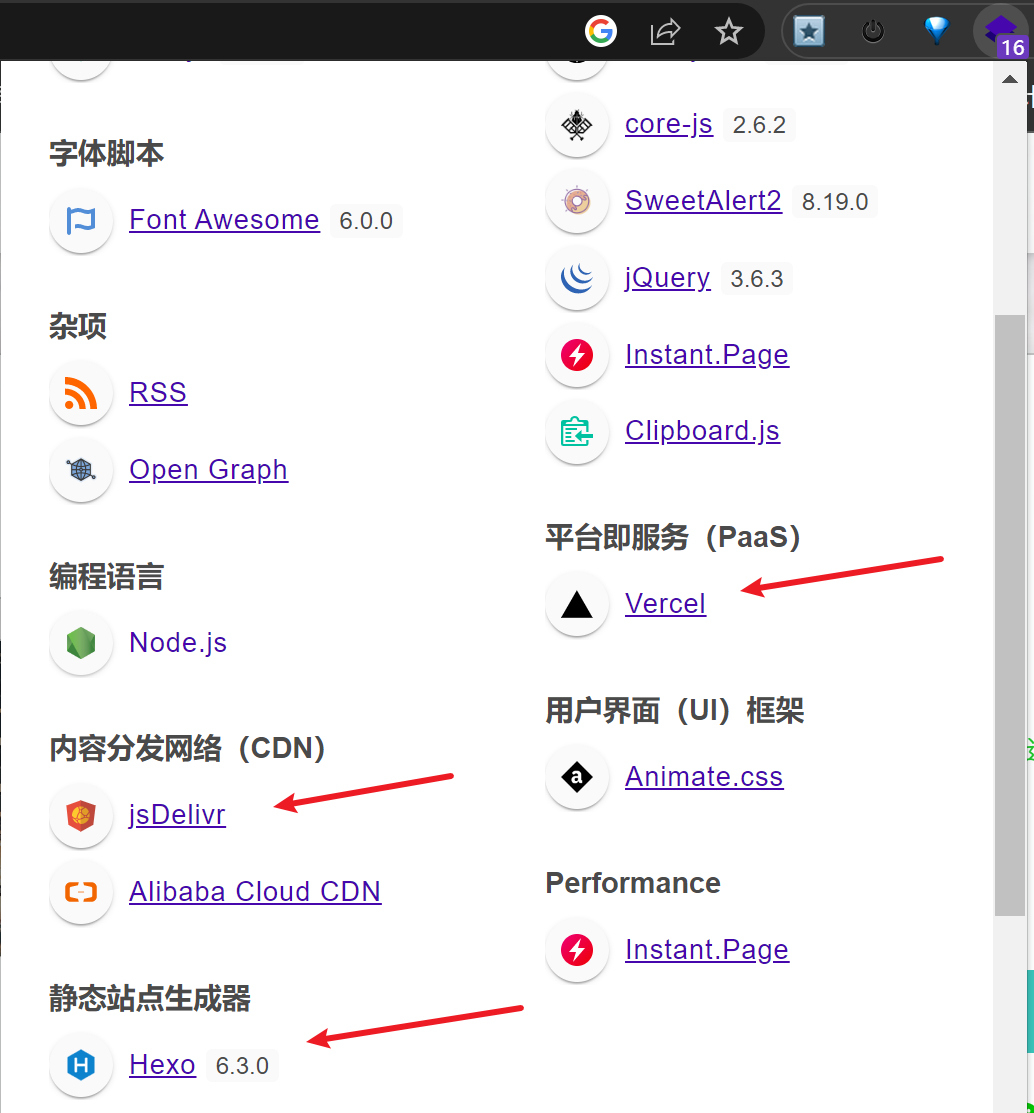 16
字体脚本
Font Awesome 6.0.0
杂项
RSS
Open Graph
编程语言
Node.js
内容分发网络（CDN）
jsDelivr
Alibaba Cloud CDN
静态站点生成器
Hexo 6.3.0
core-js 2.6.2
SweetAlert2 8.19.0
jQuery 3.6.3
Instant.Page
Clipboard.js
平台即服务（PaaS）
Vercel
用户界面（UI）框架
Animate.css
Performance
Instant.Page